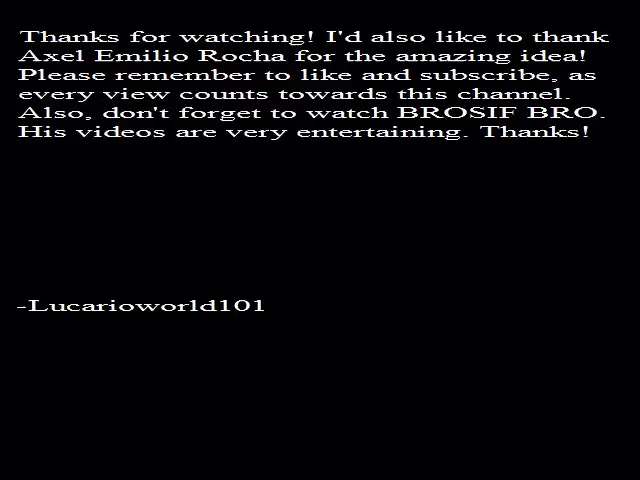 Thanks for watching! I'd also like to thank
Axel Emilio Rocha for the amazing idea!
Please remember to like and subscribe, as
every view counts towards this channel.
Also, don't forget to watch BROSIF BRO.
His videos are very entertaining. Thanks!
-Lucarioworld101